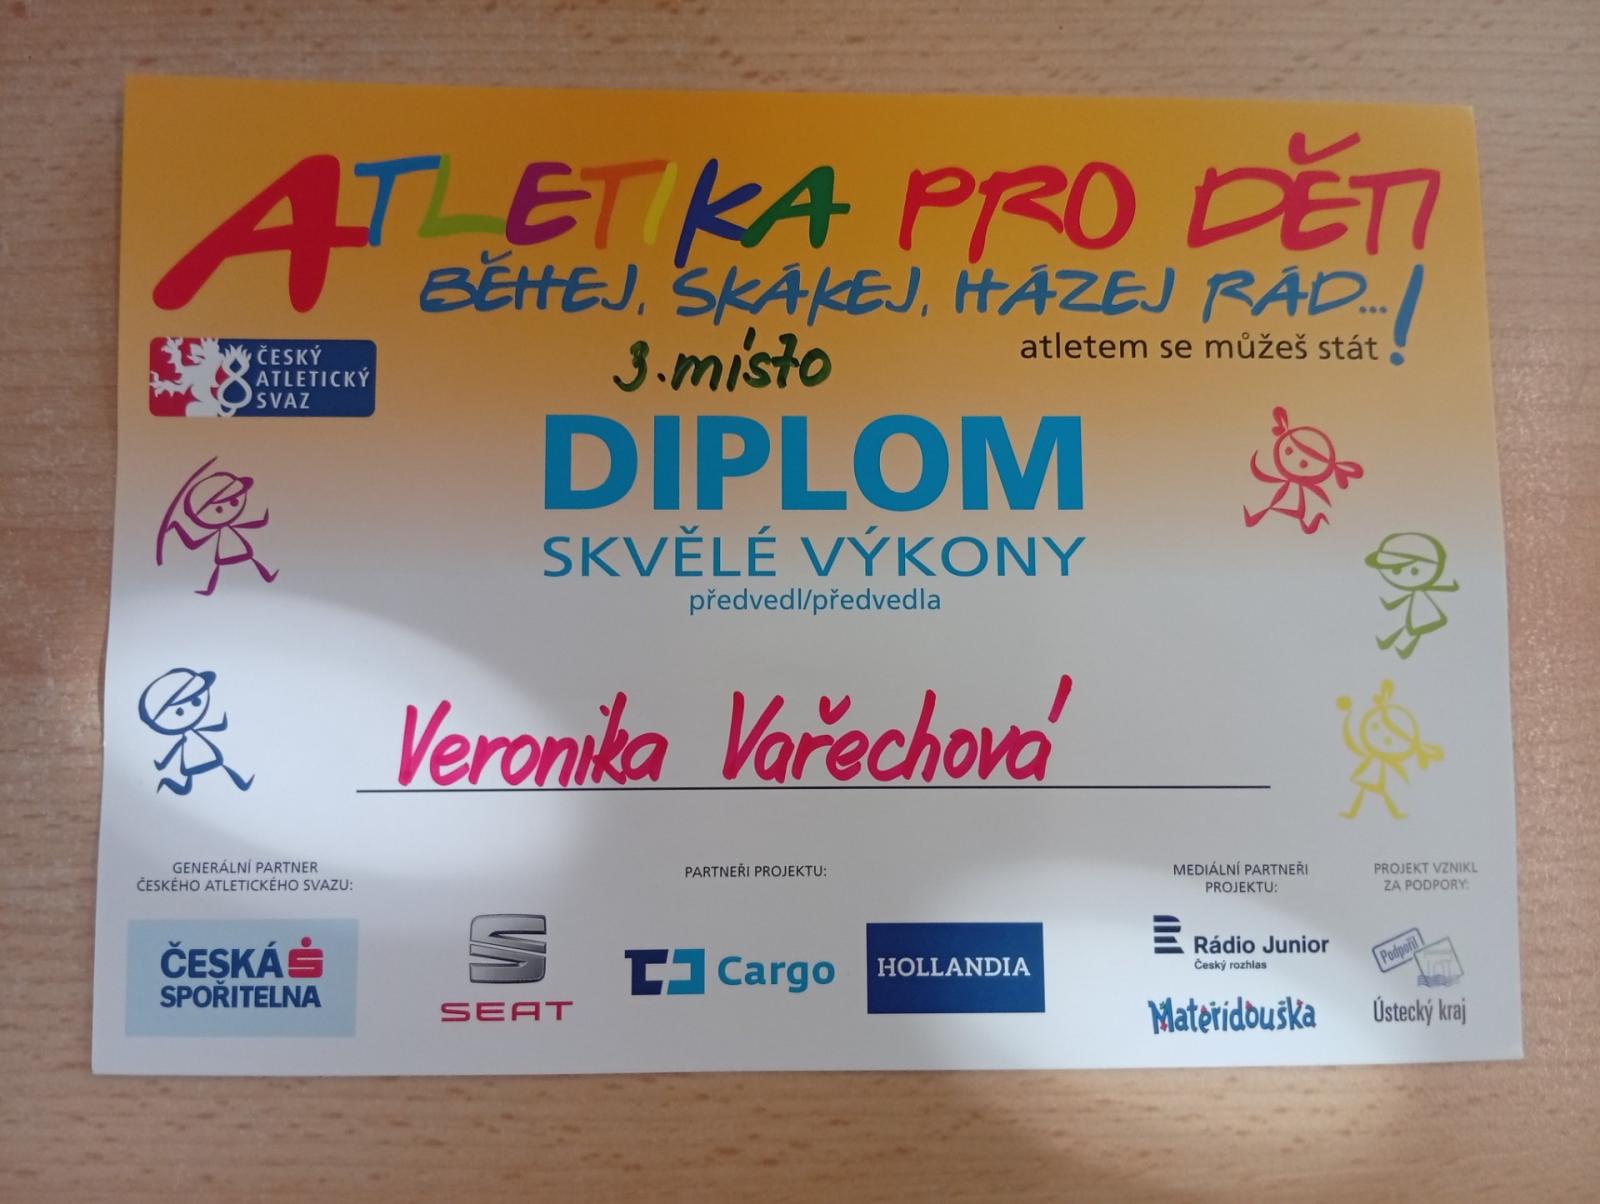 ATLETIKA PRO DĚTI
BĚHEJ, SKÁKEJ, HÁZEJ RÁD...!
atletem se můžeš stát
3. místo
ČESKÝ
ATLETICKÝ
SVAZ
DIPLOM
SKVĚLÉ VÝKONY
předvedl/předvedla
Veronika Vařechová
GENERÁLNÍ PARTNER
ČESKÉHO ATLETICKÉHO SVAZU:
ČESKÁ
SPOŘITELNA
PARTNEŘI PROJEKTU:
SEAT
Cargo
HOLLANDIA
MEDIÁLNÍ PARTNEŘI
PROJEKTU:
Rádio Junior
Český rozhlas
Mateřídouška
PROJEKT VZNIKL
ZA PODPORY:
Podpořil
Ústecký kraj